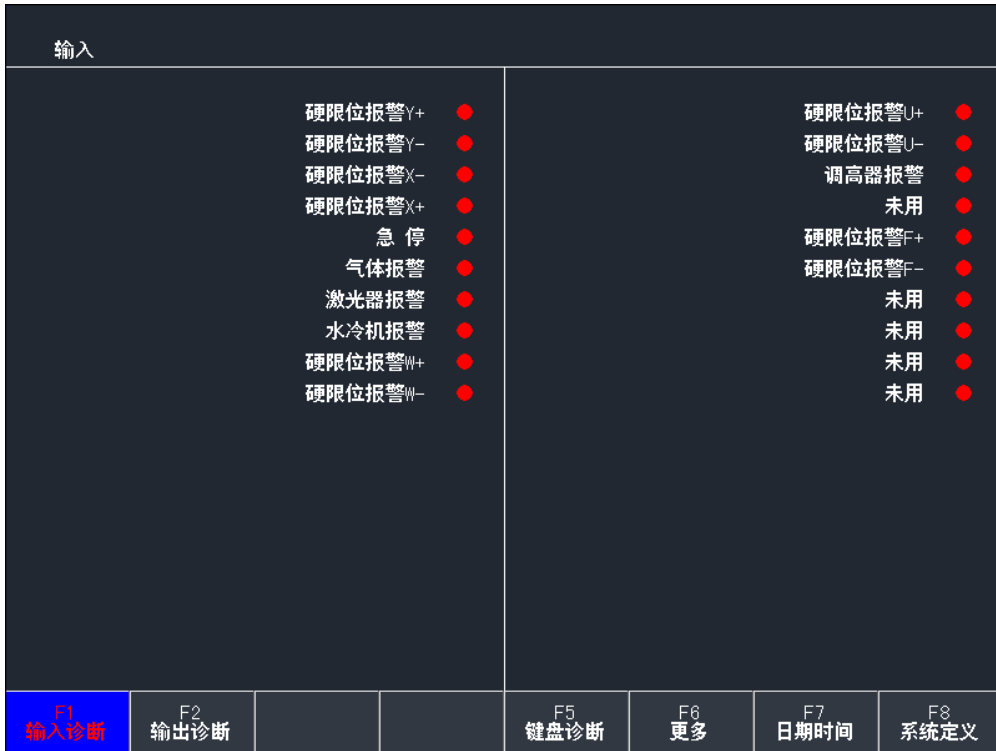 输入
硬限位报警Y+
硬限位报警Y-
硬限位报警X-
硬限位报警X+
急 停
气体报警
激光器报警
水冷机报警
硬限位报警W+
硬限位报警W-
硬限位报警U+
硬限位报警U-
调高器报警
未用
硬限位报警F+
硬限位报警F-
未用
未用
未用
未用
F1
输入诊断
F2
输出诊断
F5
键盘诊断
F6
更多
F7
日期时间
F8
系统定义